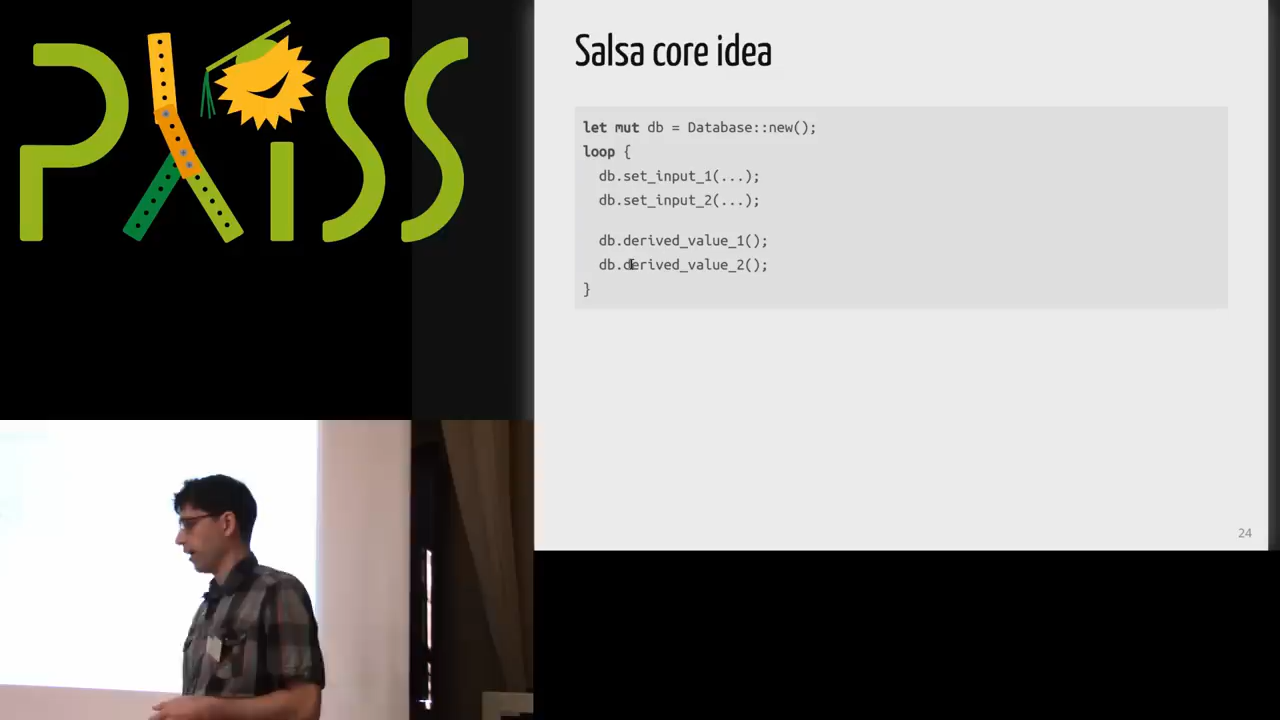 PLISS
Salsa core idea
let mut db = Database::new();
loop {
db.set_input_1(...);
db.set_input_2(...);
db.derived_value_1();
db.derived_value_2();
}
24